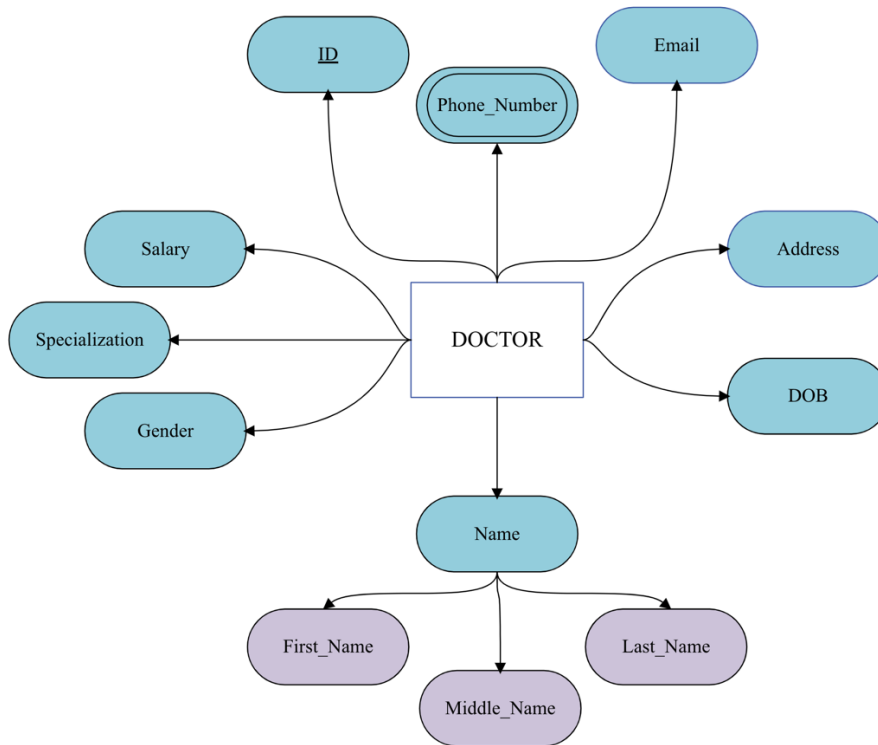 ID
Email
Phone_Number
Salary
Address
Specialization
DOCTOR
DOB
Gender
Name
First_Name
Last_Name
Middle_Name